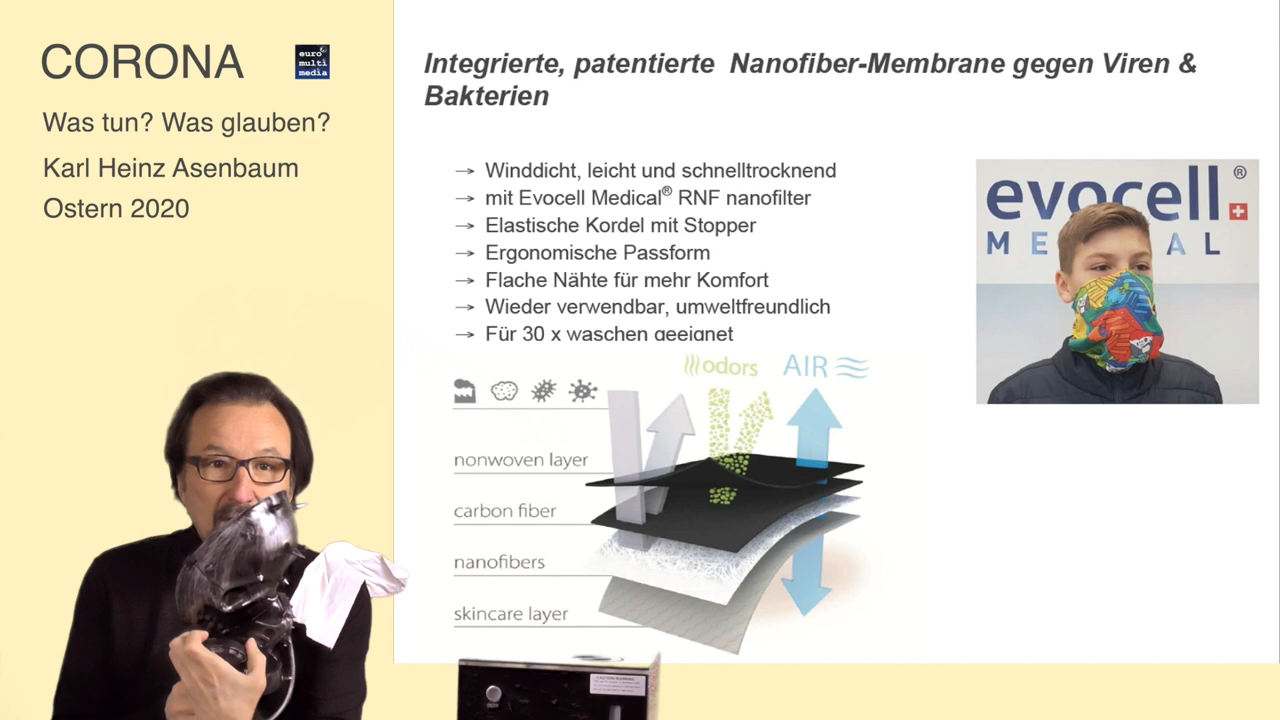 CORONA
euro
multi
media
Was tun? Was glauben?
Karl Heinz Asenbaum
Ostern 2020
Integrierte, patentierte Nanofiber-Membrane gegen Viren &
Bakterien
→ Winddicht, leicht und schnelltrocknend
→ mit Evocell Medical® RNF nanofilter
→ Elastische Kordel mit Stopper
→ Ergonomische Passform
→ Flache Nähte für mehr Komfort
→ Wieder verwendbar, umweltfreundlich
→ Für 30 x waschen geeignet
odors AIR
nonwoven layer
carbon fiber
nanofibers
skincare layer
evocell®
ME AL